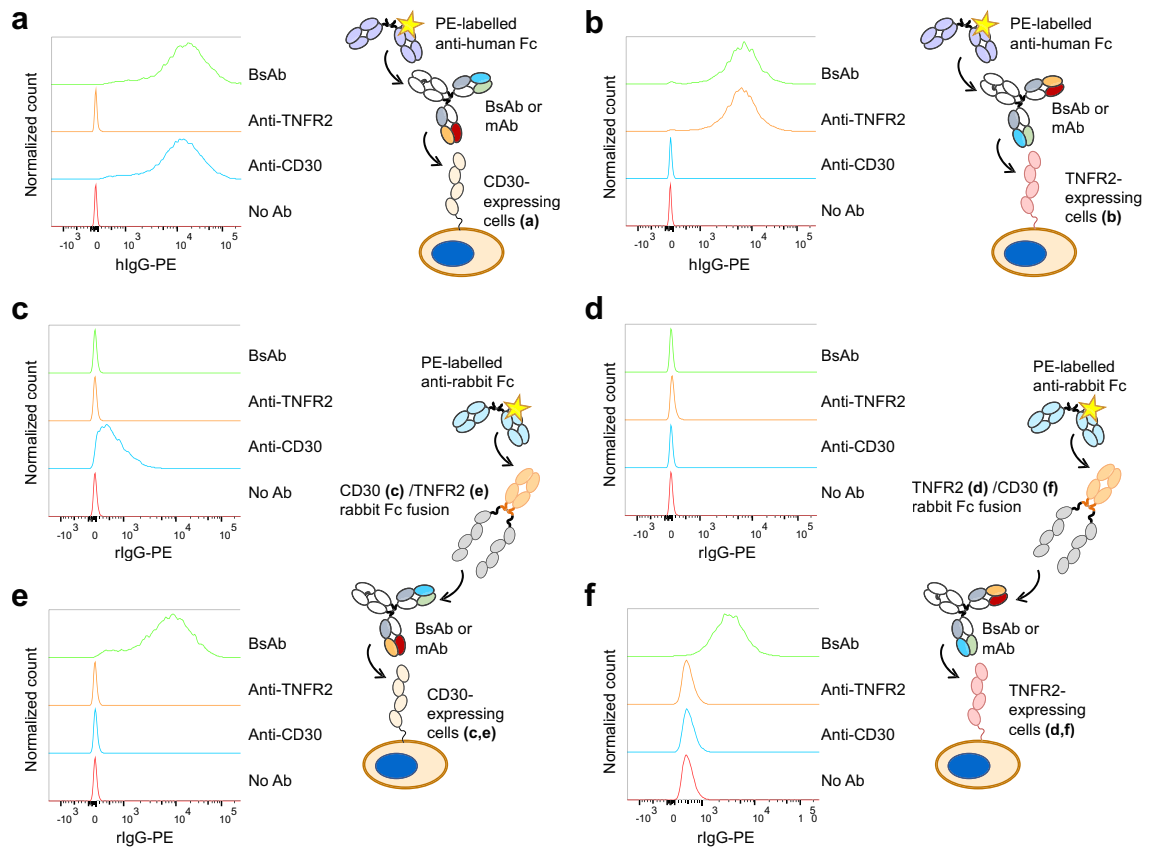 a
Normalized count
BsAb
Anti-TNFR2
Anti-CD30
No Ab
-10 3 0 10 3 10 4 10 5
hIgG-PE
PE-labelled
anti-human Fc
BsAb or
mAb
CD30-
expressing
cells (a)
b
Normalized count
BsAb
Anti-TNFR2
Anti-CD30
No Ab
-10 3 0 10 3 10 4 10 5
hIgG-PE
PE-labelled
anti-human Fc
BsAb or
mAb
TNFR2-
expressing
cells (b)
c
Normalized count
BsAb
Anti-TNFR2
Anti-CD30
No Ab
-10 3 0 10 3 10 4 10 5
rIgG-PE
PE-labelled
anti-rabbit Fc
CD30 (c) /TNFR2 (e)
rabbit Fc fusion
d
Normalized count
BsAb
Anti-TNFR2
Anti-CD30
No Ab
-10 3 0 10 3 10 4 10 5
rIgG-PE
PE-labelled
anti-rabbit Fc
TNFR2 (d) /CD30 (f)
rabbit Fc fusion
e
Normalized count
BsAb
Anti-TNFR2
Anti-CD30
No Ab
-10 3 0 10 3 10 4 10 5
rIgG-PE
BsAb or
mAb
CD30-
expressing
cells (c,e)
f
Normalized count
BsAb
Anti-TNFR2
Anti-CD30
No Ab
-10 3 0 10 3 10 4 1 0 5
rIgG-PE
BsAb or
mAb
TNFR2-
expressing
cells (d,f)